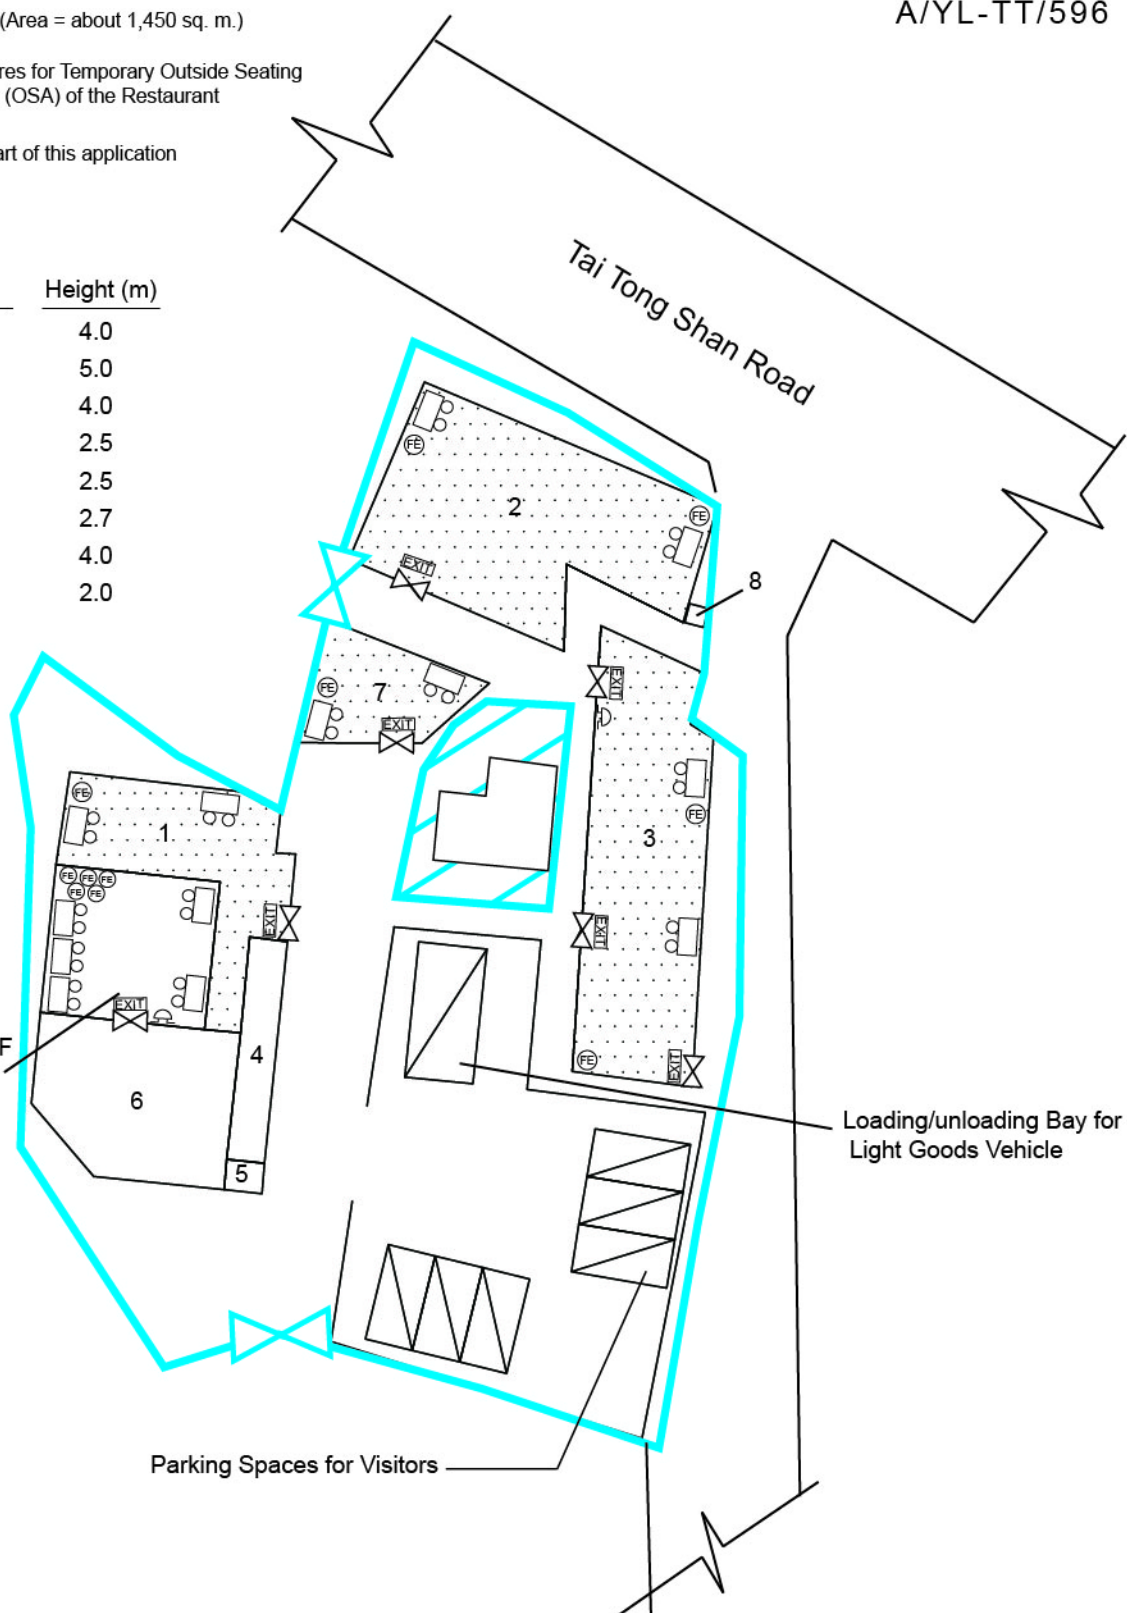 A/YL-TT/596
(Area = about 1,450 sq. m.)
res for Temporary Outside Seating
(OSA) of the Restaurant
art of this application
Height (m)
4.0
5.0
4.0
2.5
2.5
2.7
4.0
2.0
Tai Tong Shan Road
FE
2
FE
EXIT
8
FE
7
EXIT
EXIT
FE
1
3
FE
FE FE FE
FE FE
EXIT
EXIT
EXIT
F
4
6
5
FE
EXIT
Loading/unloading Bay for
Light Goods Vehicle
Parking Spaces for Visitors